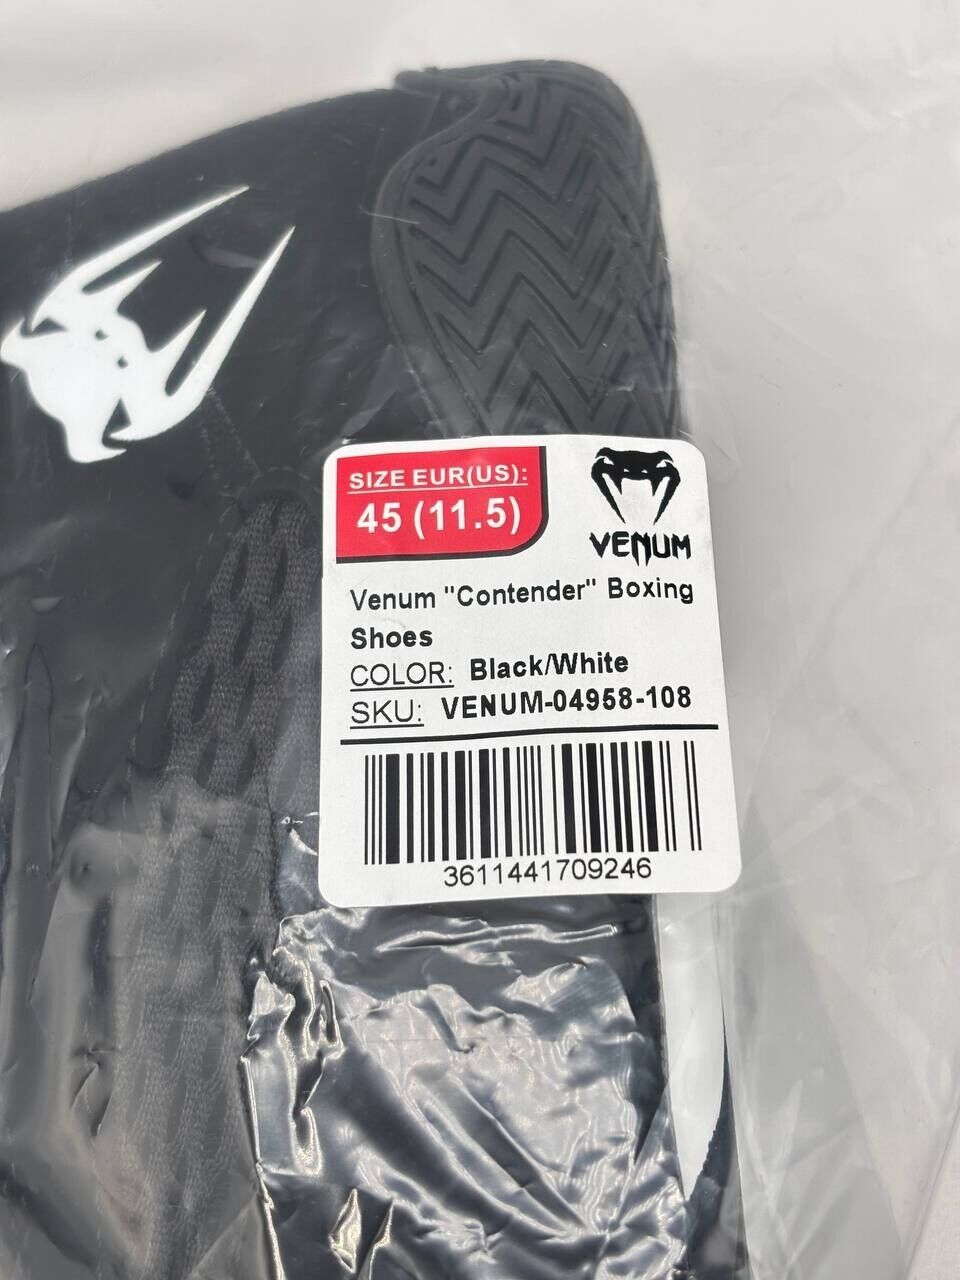 SIZE EUR(US):
45 (11.5)
VENUM
Venum "Contender" Boxing
Shoes
COLOR: Black/White
SKU: VENUM-04958-108
3611441709246